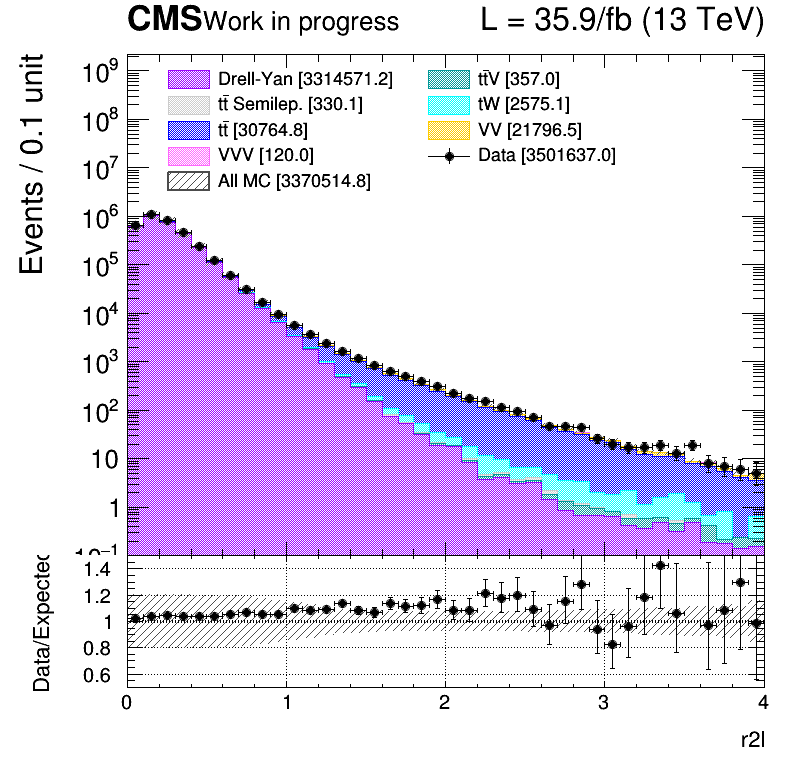 CMS Work in progress L = 35.9/fb (13 TeV)
Events / 0.1 unit
10⁹
10⁸
10⁷
10⁶
10⁵
10⁴
10³
10²
10
1
10⁻¹
Drell-Yan [3314571.2]
tt̄ Semilep. [330.1]
tt̄ [30764.8]
VVV [120.0]
All MC [3370514.8]
tt̄V [357.0]
tW [2575.1]
VV [21796.5]
Data [3501637.0]
Data/Expected
1.4
1.2
1
0.8
0.6
0 1 2 3 4
r2l